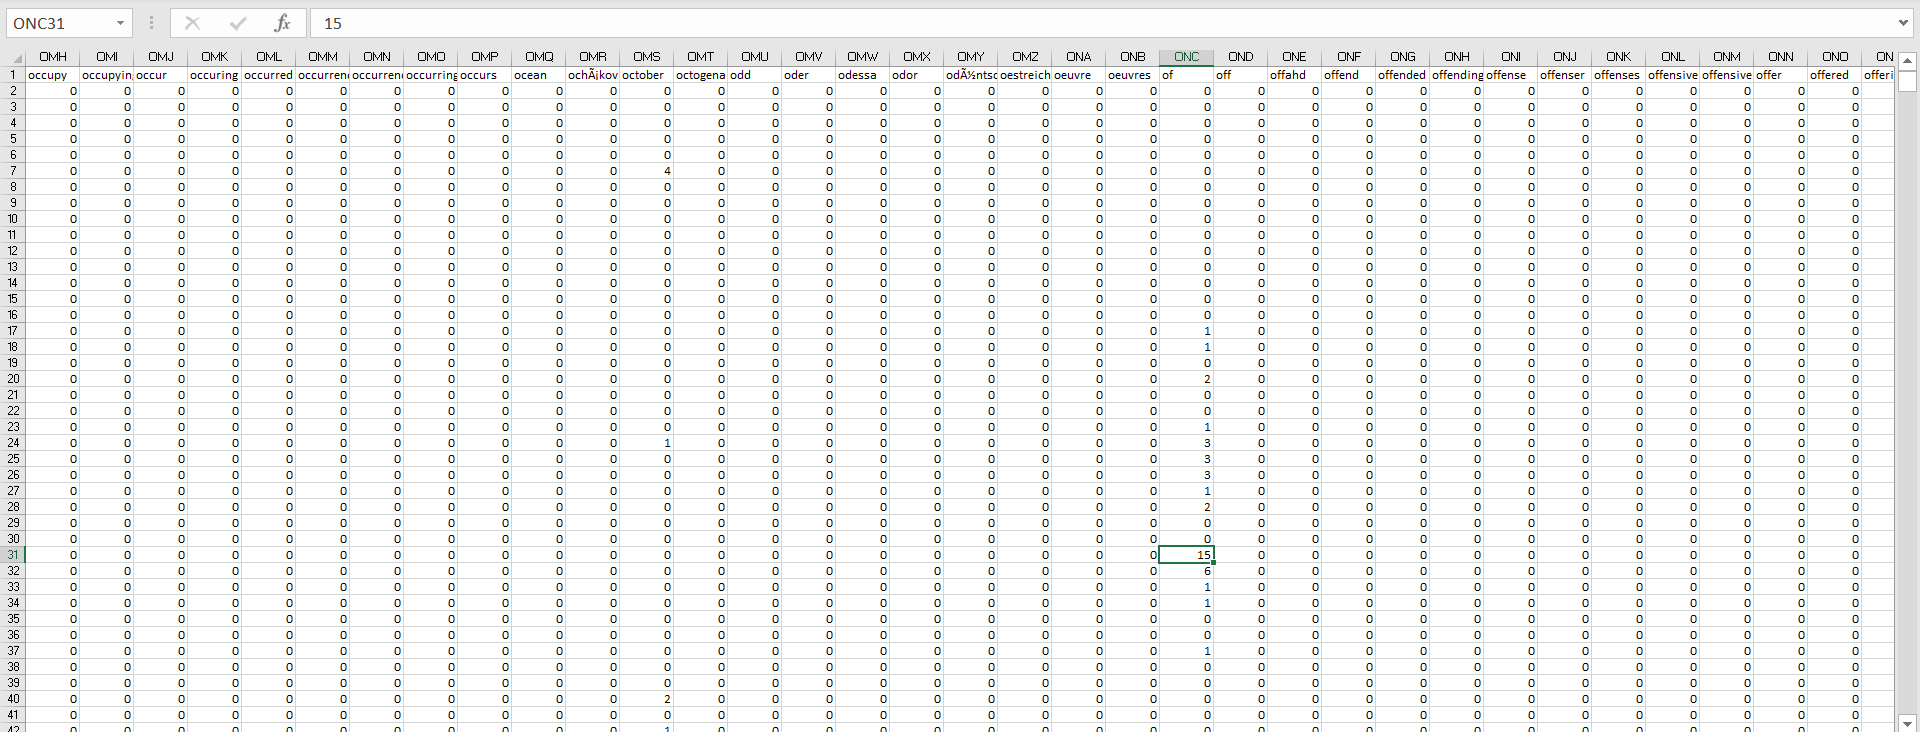 ONC31 fx 15
OMH OMI OMJ OMK OML OMM OMN OMO OMP OMQ OMR OMS OMT OMU OMV OMW OMX OMY OMZ ONA ONB ONC OND ONE ONF ONG ONH ONI ONJ ONK ONL ONM ONN ONO ON
1 occupy occupyin occur occuring occurred occurrenc occurrenc occurring occurs ocean ochÃ¡kov october octogena odd oder odessa odor odÃ½ntsc oestreich oeuvre oeuvres of off offahd offend offended offending offense offenser offenses offensive offensive offer offered offeri
2 0 0 0 0 0 0 0 0 0 0 0 0 0 0 0 0 0 0 0 0 0 0 0 0 0 0 0 0 0 0 0 0 0 0
3 0 0 0 0 0 0 0 0 0 0 0 0 0 0 0 0 0 0 0 0 0 0 0 0 0 0 0 0 0 0 0 0 0 0
4 0 0 0 0 0 0 0 0 0 0 0 0 0 0 0 0 0 0 0 0 0 0 0 0 0 0 0 0 0 0 0 0 0 0
5 0 0 0 0 0 0 0 0 0 0 0 0 0 0 0 0 0 0 0 0 0 0 0 0 0 0 0 0 0 0 0 0 0 0
6 0 0 0 0 0 0 0 0 0 0 0 0 0 0 0 0 0 0 0 0 0 0 0 0 0 0 0 0 0 0 0 0 0 0
7 0 0 0 0 0 0 0 0 0 0 0 4 0 0 0 0 0 0 0 0 0 0 0 0 0 0 0 0 0 0 0 0 0 0
8 0 0 0 0 0 0 0 0 0 0 0 0 0 0 0 0 0 0 0 0 0 0 0 0 0 0 0 0 0 0 0 0 0 0
9 0 0 0 0 0 0 0 0 0 0 0 0 0 0 0 0 0 0 0 0 0 0 0 0 0 0 0 0 0 0 0 0 0 0
10 0 0 0 0 0 0 0 0 0 0 0 0 0 0 0 0 0 0 0 0 0 0 0 0 0 0 0 0 0 0 0 0 0 0
11 0 0 0 0 0 0 0 0 0 0 0 0 0 0 0 0 0 0 0 0 0 0 0 0 0 0 0 0 0 0 0 0 0 0
12 0 0 0 0 0 0 0 0 0 0 0 0 0 0 0 0 0 0 0 0 0 0 0 0 0 0 0 0 0 0 0 0 0 0
13 0 0 0 0 0 0 0 0 0 0 0 0 0 0 0 0 0 0 0 0 0 0 0 0 0 0 0 0 0 0 0 0 0 0
14 0 0 0 0 0 0 0 0 0 0 0 0 0 0 0 0 0 0 0 0 0 0 0 0 0 0 0 0 0 0 0 0 0 0
15 0 0 0 0 0 0 0 0 0 0 0 0 0 0 0 0 0 0 0 0 0 0 0 0 0 0 0 0 0 0 0 0 0 0
16 0 0 0 0 0 0 0 0 0 0 0 0 0 0 0 0 0 0 0 0 0 0 0 0 0 0 0 0 0 0 0 0 0 0
17 0 0 0 0 0 0 0 0 0 0 0 0 0 0 0 0 0 0 0 0 0 1 0 0 0 0 0 0 0 0 0 0 0 0
18 0 0 0 0 0 0 0 0 0 0 0 0 0 0 0 0 0 0 0 0 0 1 0 0 0 0 0 0 0 0 0 0 0 0
19 0 0 0 0 0 0 0 0 0 0 0 0 0 0 0 0 0 0 0 0 0 0 0 0 0 0 0 0 0 0 0 0 0 0
20 0 0 0 0 0 0 0 0 0 0 0 0 0 0 0 0 0 0 0 0 0 2 0 0 0 0 0 0 0 0 0 0 0 0
21 0 0 0 0 0 0 0 0 0 0 0 0 0 0 0 0 0 0 0 0 0 0 0 0 0 0 0 0 0 0 0 0 0 0
22 0 0 0 0 0 0 0 0 0 0 0 0 0 0 0 0 0 0 0 0 0 0 0 0 0 0 0 0 0 0 0 0 0 0
23 0 0 0 0 0 0 0 0 0 0 0 0 0 0 0 0 0 0 0 0 0 1 0 0 0 0 0 0 0 0 0 0 0 0
24 0 0 0 0 0 0 0 0 0 0 0 1 0 0 0 0 0 0 0 0 0 3 0 0 0 0 0 0 0 0 0 0 0 0
25 0 0 0 0 0 0 0 0 0 0 0 0 0 0 0 0 0 0 0 0 0 3 0 0 0 0 0 0 0 0 0 0 0 0
26 0 0 0 0 0 0 0 0 0 0 0 0 0 0 0 0 0 0 0 0 0 3 0 0 0 0 0 0 0 0 0 0 0 0
27 0 0 0 0 0 0 0 0 0 0 0 0 0 0 0 0 0 0 0 0 0 1 0 0 0 0 0 0 0 0 0 0 0 0
28 0 0 0 0 0 0 0 0 0 0 0 0 0 0 0 0 0 0 0 0 0 2 0 0 0 0 0 0 0 0 0 0 0 0
29 0 0 0 0 0 0 0 0 0 0 0 0 0 0 0 0 0 0 0 0 0 0 0 0 0 0 0 0 0 0 0 0 0 0
30 0 0 0 0 0 0 0 0 0 0 0 0 0 0 0 0 0 0 0 0 0 0 0 0 0 0 0 0 0 0 0 0 0 0
31 0 0 0 0 0 0 0 0 0 0 0 0 0 0 0 0 0 0 0 0 0 15 0 0 0 0 0 0 0 0 0 0 0 0
32 0 0 0 0 0 0 0 0 0 0 0 0 0 0 0 0 0 0 0 0 0 6 0 0 0 0 0 0 0 0 0 0 0 0
33 0 0 0 0 0 0 0 0 0 0 0 0 0 0 0 0 0 0 0 0 0 1 0 0 0 0 0 0 0 0 0 0 0 0
34 0 0 0 0 0 0 0 0 0 0 0 0 0 0 0 0 0 0 0 0 0 1 0 0 0 0 0 0 0 0 0 0 0 0
35 0 0 0 0 0 0 0 0 0 0 0 0 0 0 0 0 0 0 0 0 0 0 0 0 0 0 0 0 0 0 0 0 0 0
36 0 0 0 0 0 0 0 0 0 0 0 0 0 0 0 0 0 0 0 0 0 0 0 0 0 0 0 0 0 0 0 0 0 0
37 0 0 0 0 0 0 0 0 0 0 0 0 0 0 0 0 0 0 0 0 0 1 0 0 0 0 0 0 0 0 0 0 0 0
38 0 0 0 0 0 0 0 0 0 0 0 0 0 0 0 0 0 0 0 0 0 0 0 0 0 0 0 0 0 0 0 0 0 0
39 0 0 0 0 0 0 0 0 0 0 0 0 0 0 0 0 0 0 0 0 0 0 0 0 0 0 0 0 0 0 0 0 0 0
40 0 0 0 0 0 0 0 0 0 0 0 2 0 0 0 0 0 0 0 0 0 0 0 0 0 0 0 0 0 0 0 0 0 0
41 0 0 0 0 0 0 0 0 0 0 0 0 0 0 0 0 0 0 0 0 0 0 0 0 0 0 0 0 0 0 0 0 0 0